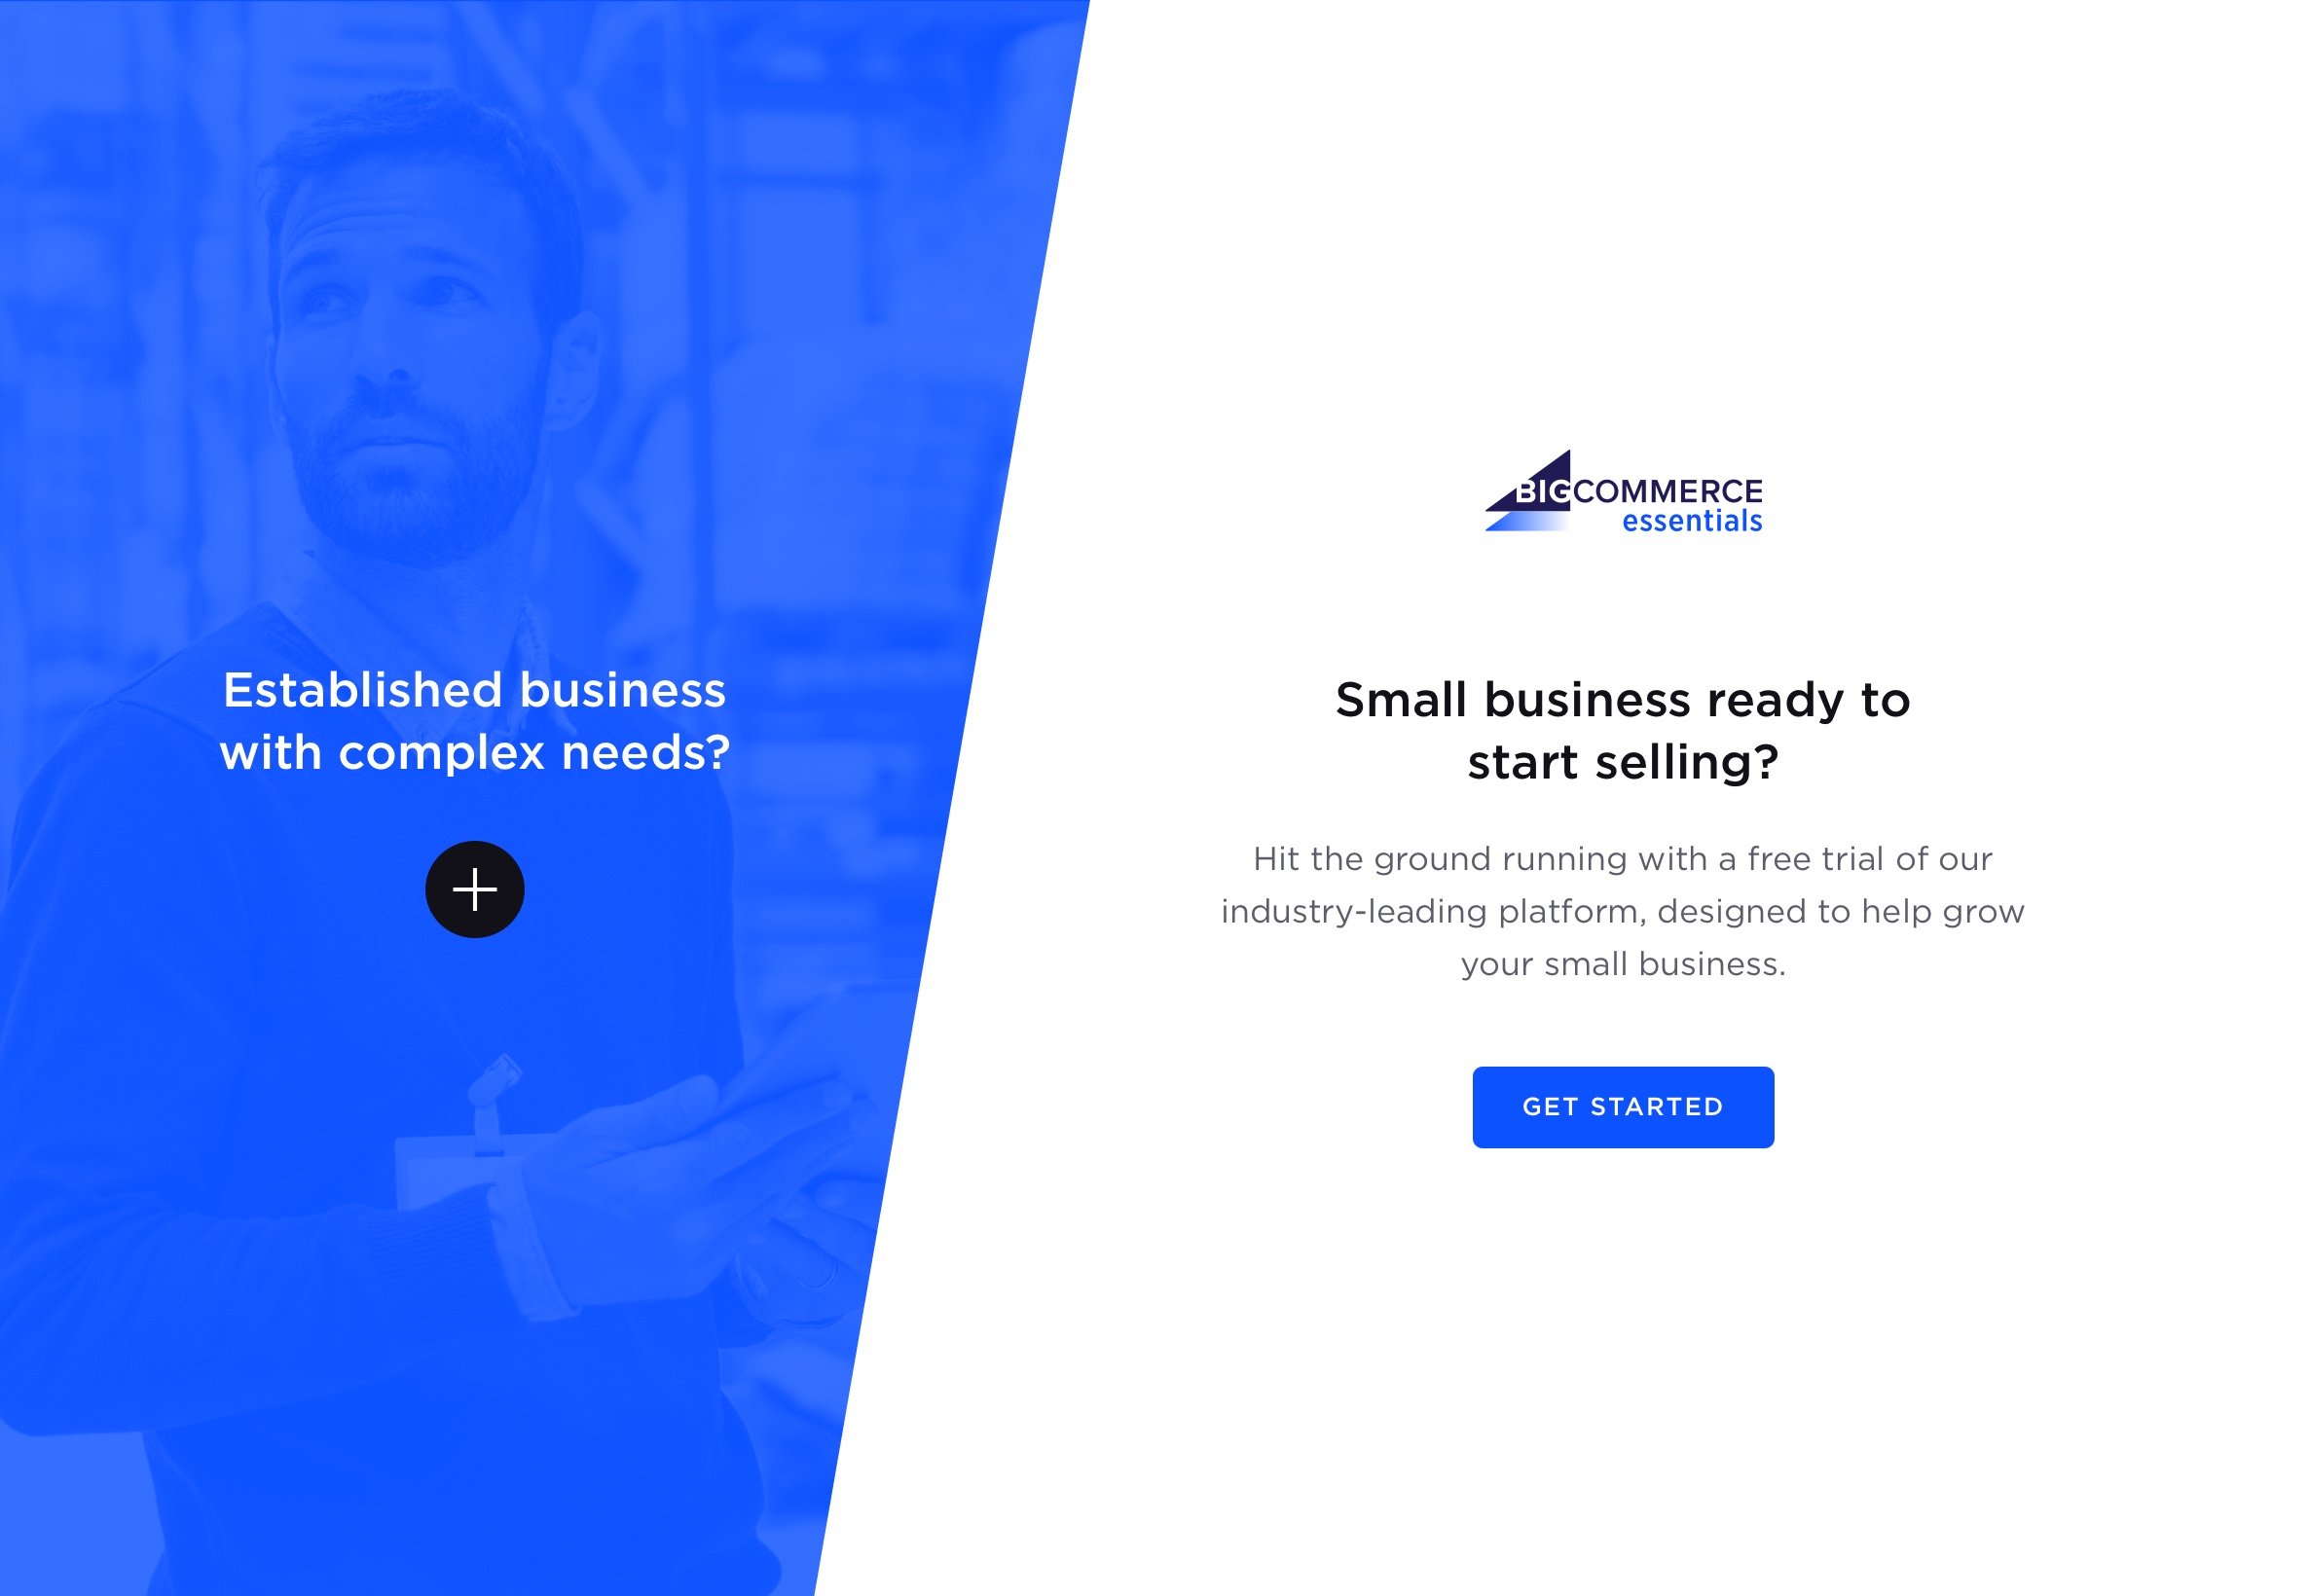 Established business
with complex needs?
BIGCOMMERCE
essentials
Small business ready to
start selling?
Hit the ground running with a free trial of our
industry-leading platform, designed to help grow
your small business.
GET STARTED